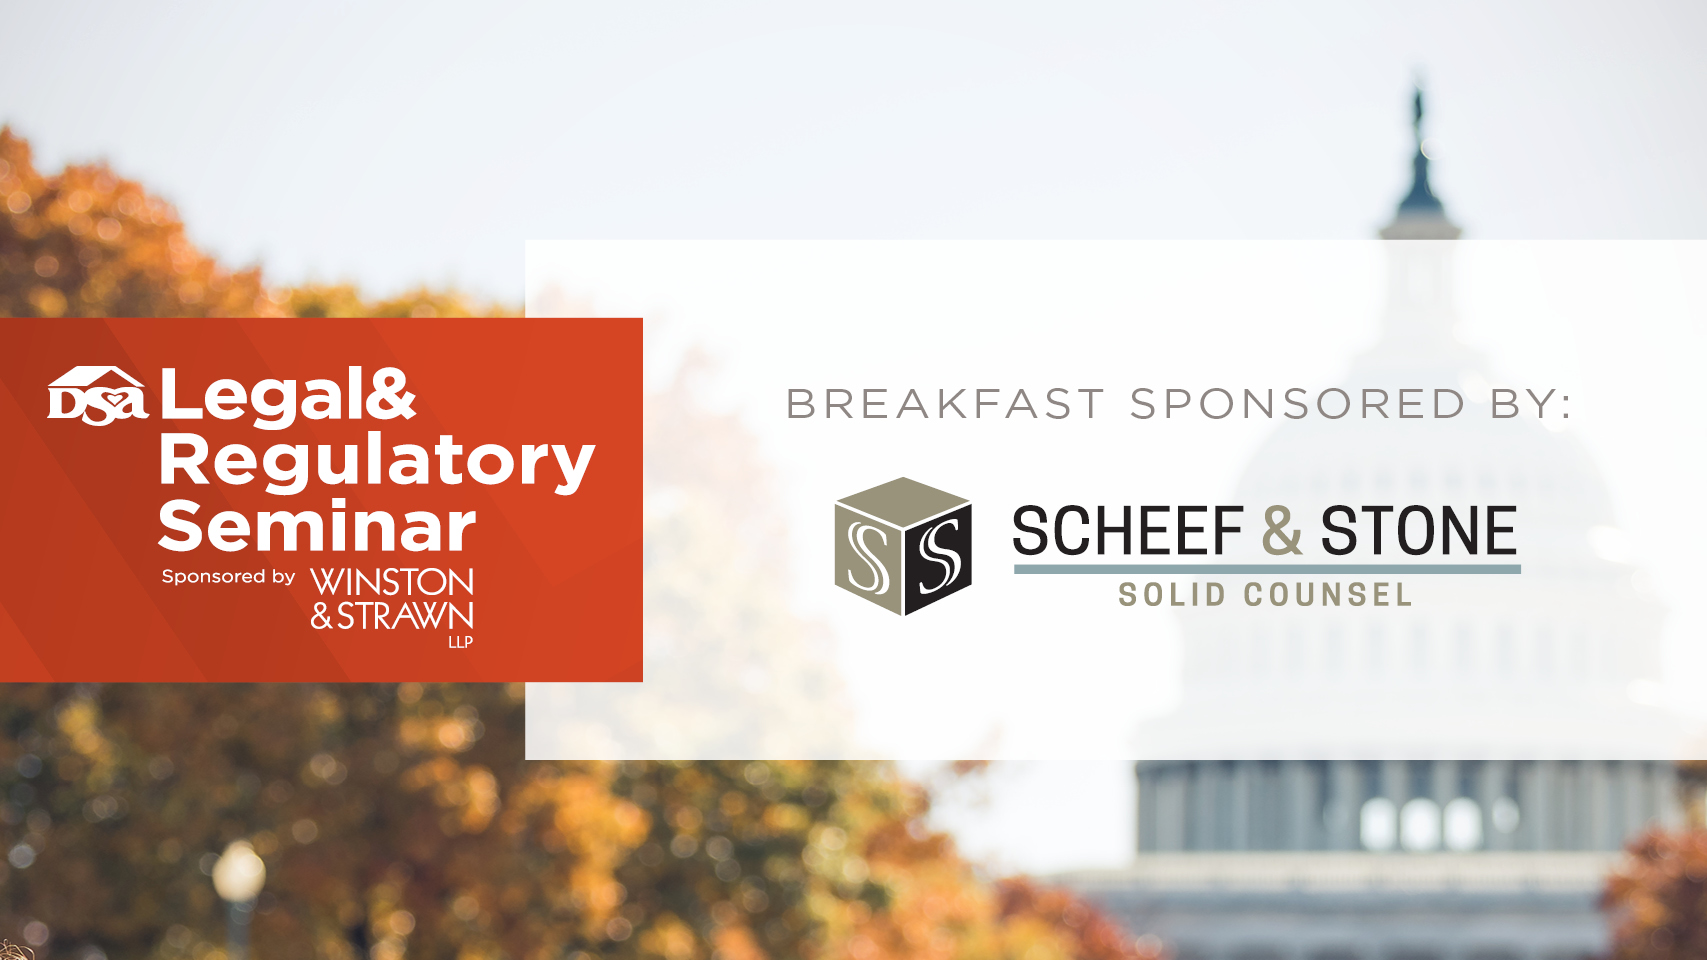 DSA Legal&
Regulatory
Seminar
Sponsored by WINSTON
& STRAWN
LLP
BREAKFAST SPONSORED BY:
SS
SCHEEF & STONE
SOLID COUNSEL